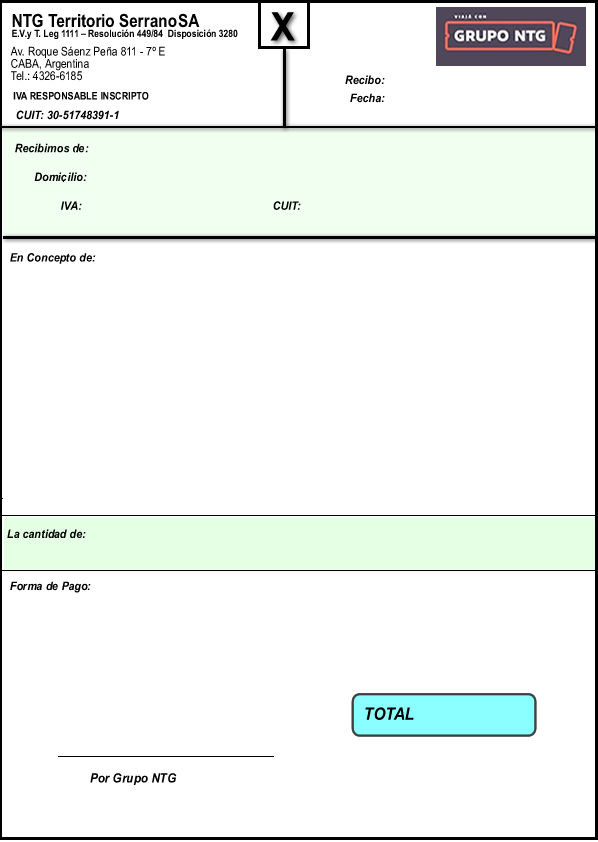 NTG Territorio SerranoSA
E.V.y T. Leg 1111 – Resolución 449/84 Disposición 3280
Av. Roque Sáenz Peña 811 - 7º E
CABA, Argentina
Tel.: 4326-6185
IVA RESPONSABLE INSCRIPTO
CUIT: 30-51748391-1
X
VIAJÁ CON
GRUPO NTG
Recibo:
Fecha:
Recibimos de:
Domicilio:
IVA:
CUIT:
En Concepto de:
La cantidad de:
Forma de Pago:
TOTAL
Por Grupo NTG